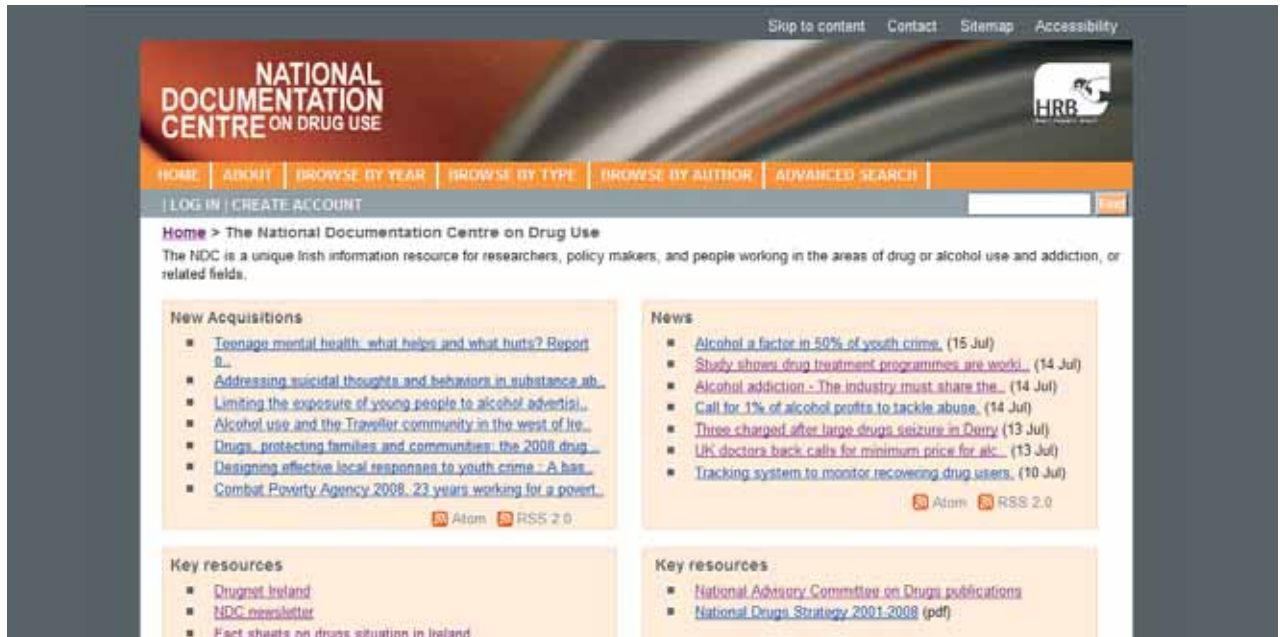 Skip to content Contact Sitemap Accessibility
NATIONAL
DOCUMENTATION
CENTRE ON DRUG USE
HRB
HOME ABOUT BROWSE BY YEAR BROWSE BY TYPE BROWSE BY AUTHOR ADVANCED SEARCH
| LOG IN | CREATE ACCOUNT
Home > The National Documentation Centre on Drug Use
The NDC is a unique Irish information resource for researchers, policy makers, and people working in the areas of drug or alcohol use and addiction, or
related fields.
New Acquisitions
Teenage mental health: what helps and what hurts? Report
Addressing suicidal thoughts and behaviors in substance ab..
Limiting the exposure of young people to alcohol advertisi..
Alcohol use and the Traveller community in the west of Ire..
Drugs, protecting families and communities: the 2008 drug...
Designing effective local responses to youth crime : A bas..
Combat Poverty Agency 2008. 23 years working for a povert..
Atom RSS 2.0
News
Alcohol a factor in 50% of youth crime. (15 Jul)
Study shows drug treatment programmes are worki.. (14 Jul)
Alcohol addiction - The industry must share the.. (14 Jul)
Call for 1% of alcohol profits to tackle abuse. (14 Jul)
Three charged after large drugs seizure in Derry (13 Jul)
UK doctors back calls for minimum price for alc.. (13 Jul)
Tracking system to monitor recovering drug users. (10 Jul)
Atom RSS 2.0
Key resources
Drugnet Ireland
NDC newsletter
Fact sheets on drugs situation in Ireland
Key resources
National Advisory Committee on Drugs publications
National Drugs Strategy 2001-2008 (pdf)